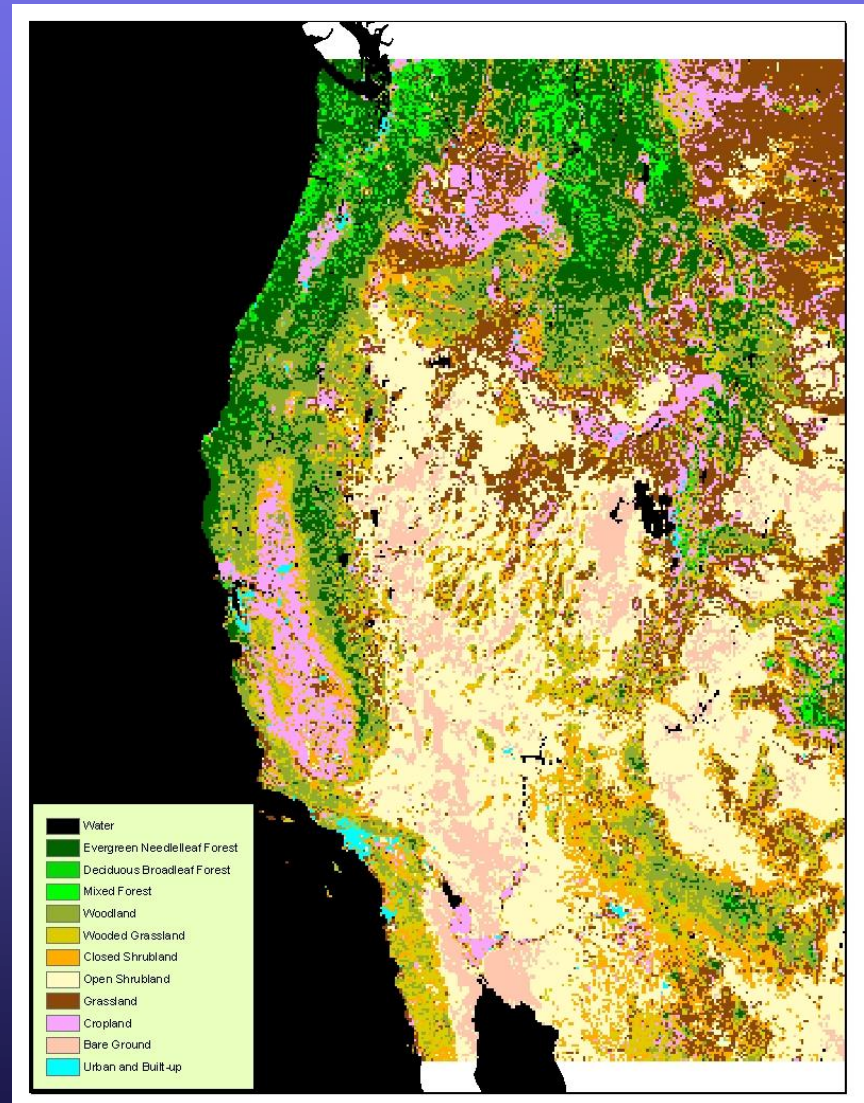 Water
Evergreen Needlelleaf Forest
Deciduous Broadleaf Forest
Mixed Forest
Woodland
Wooded Grassland
Closed Shrubland
Open Shrubland
Grassland
Cropland
Bare Ground
Urban and Built-up